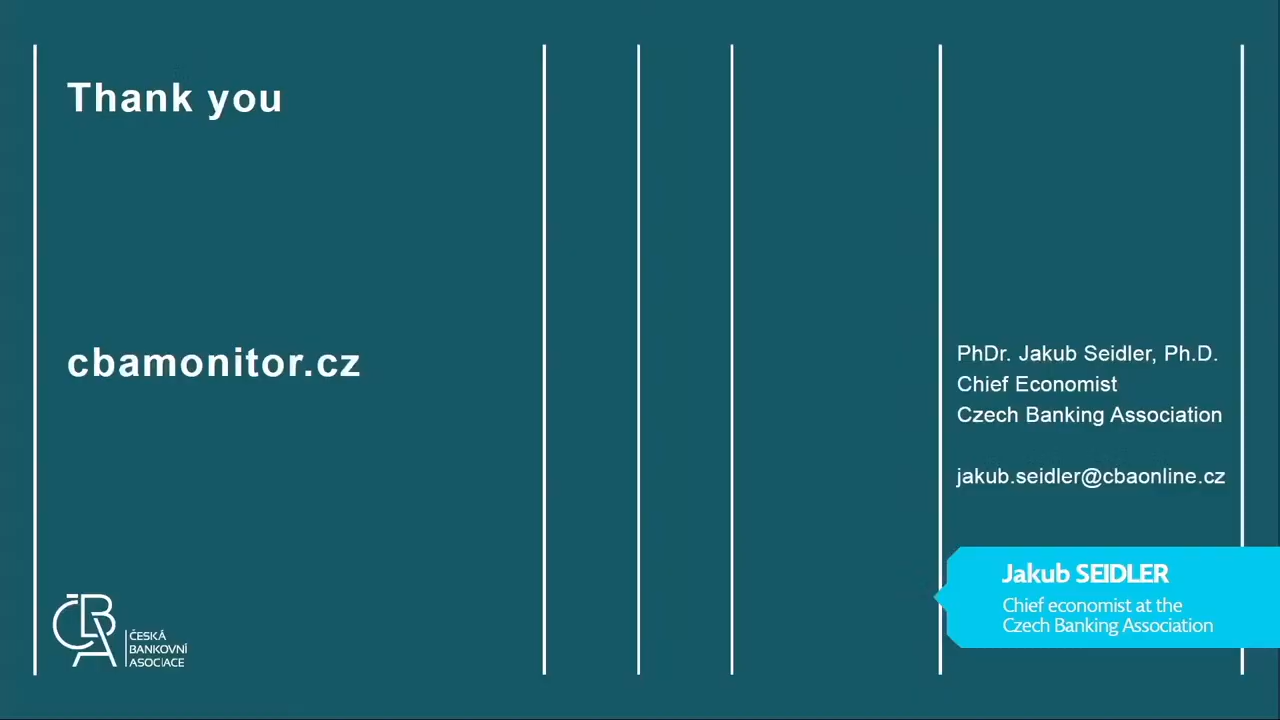 Thank you
cbamonitor.cz
PhDr. Jakub Seidler, Ph.D.
Chief Economist
Czech Banking Association
jakub.seidler@cbaonline.cz
Jakub SEIDLER
Chief economist at the
Czech Banking Association
ČBA
ČESKÁ
BANKOVNÍ
ASOCIACE